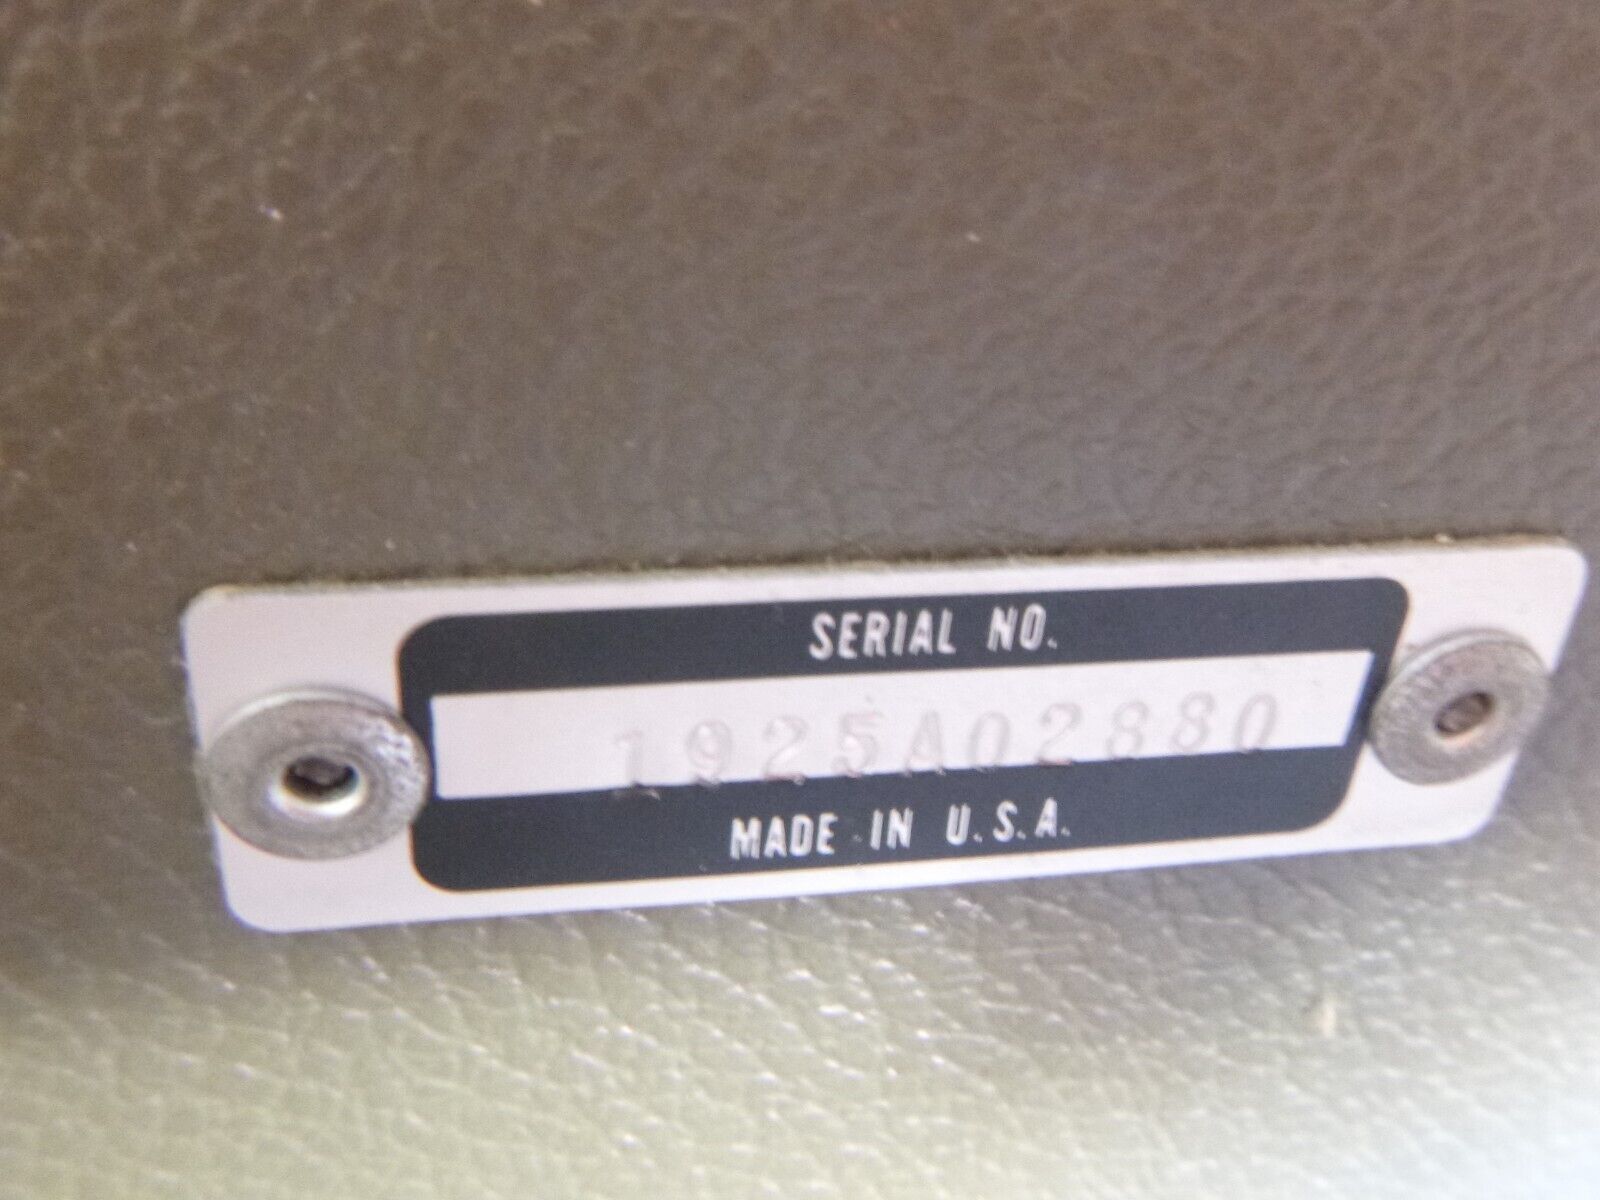 SERIAL NO.
1925A02880
MADE IN U.S.A.